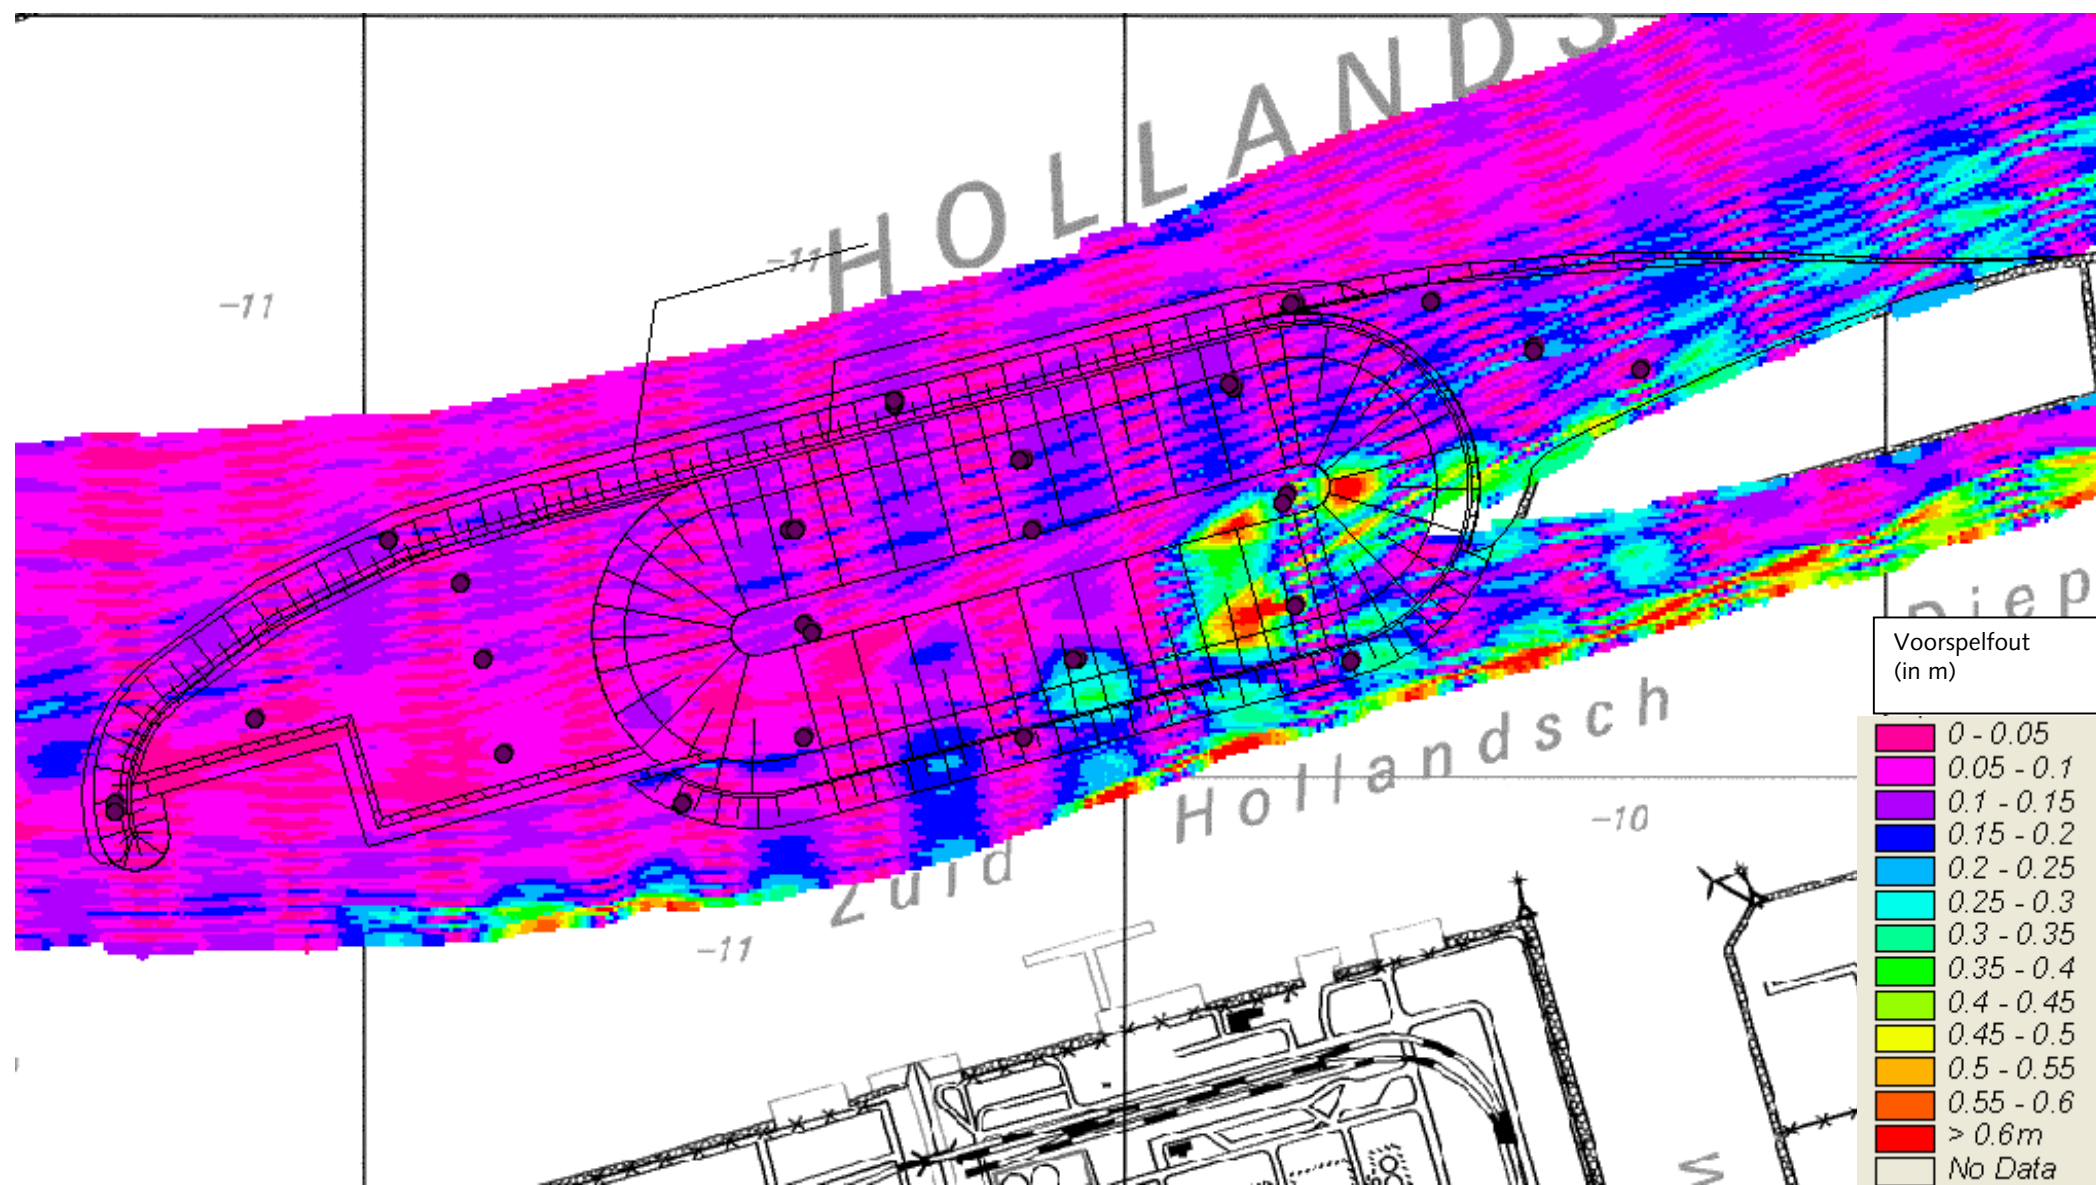 HOLLANDS
-11
-11
Diep
Voorspelfout
(in m)
Hollandsch
-10
Zuid
-11
0 - 0.05
0.05 - 0.1
0.1 - 0.15
0.15 - 0.2
0.2 - 0.25
0.25 - 0.3
0.3 - 0.35
0.35 - 0.4
0.4 - 0.45
0.45 - 0.5
0.5 - 0.55
0.55 - 0.6
> 0.6m
No Data